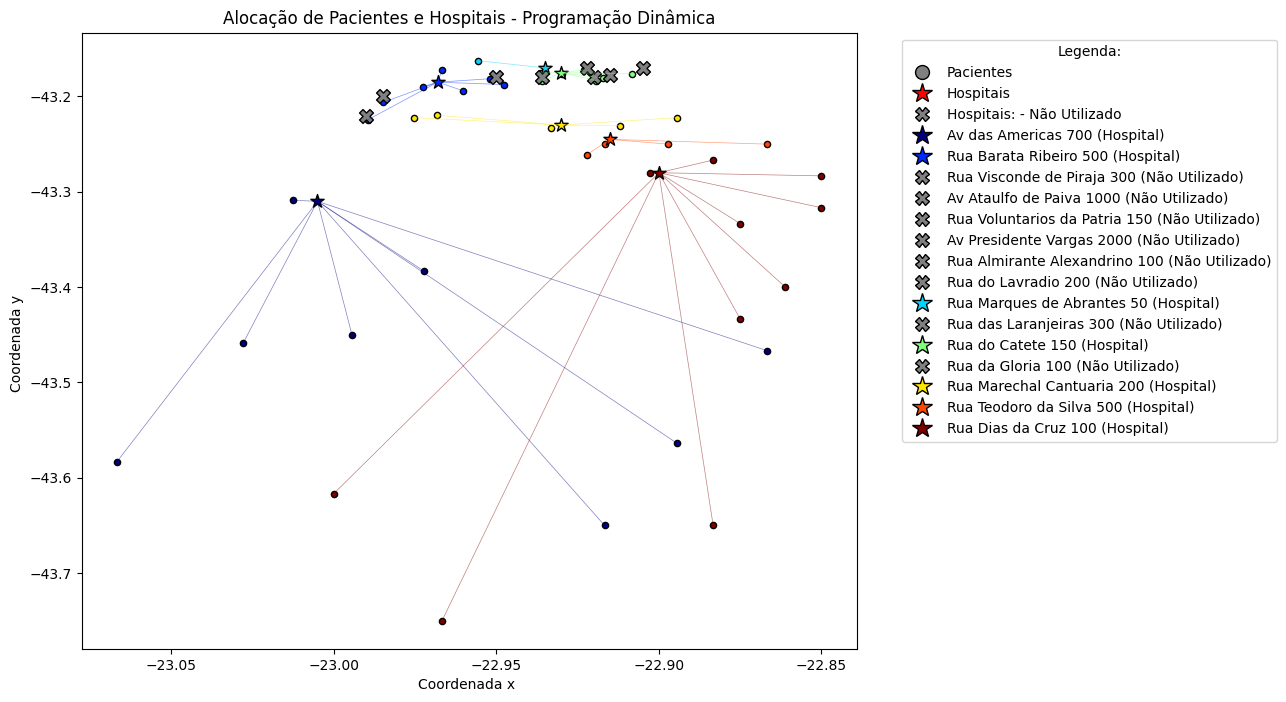 Alocação de Pacientes e Hospitais - Programação Dinâmica
Coordenada y
−43.2
−43.3
−43.4
−43.5
−43.6
−43.7
−23.05
−23.00
−22.95
−22.90
−22.85
Coordenada x
Legenda:
Pacientes
Hospitais
Hospitais: - Não Utilizado
Av das Americas 700 (Hospital)
Rua Barata Ribeiro 500 (Hospital)
Rua Visconde de Piraja 300 (Não Utilizado)
Av Ataulfo de Paiva 1000 (Não Utilizado)
Rua Voluntarios da Patria 150 (Não Utilizado)
Av Presidente Vargas 2000 (Não Utilizado)
Rua Almirante Alexandrino 100 (Não Utilizado)
Rua do Lavradio 200 (Não Utilizado)
Rua Marques de Abrantes 50 (Hospital)
Rua das Laranjeiras 300 (Não Utilizado)
Rua do Catete 150 (Hospital)
Rua da Gloria 100 (Não Utilizado)
Rua Marechal Cantuaria 200 (Hospital)
Rua Teodoro da Silva 500 (Hospital)
Rua Dias da Cruz 100 (Hospital)